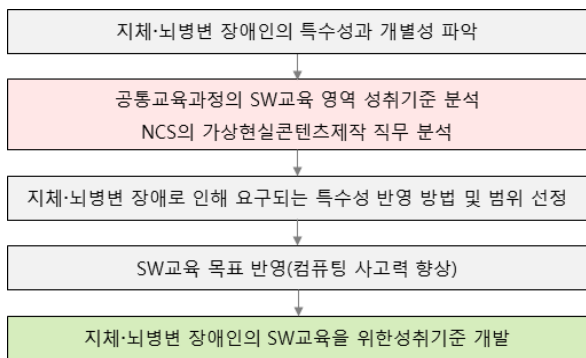 지체·뇌병변 장애인의 특수성과 개별성 파악
공통교육과정의 SW교육 영역 성취기준 분석
NCS의 가상현실콘텐츠제작 직무 분석
지체·뇌병변 장애로 인해 요구되는 특수성 반영 방법 및 범위 선정
SW교육 목표 반영(컴퓨팅 사고력 향상)
지체·뇌병변 장애인의 SW교육을 위한성취기준 개발